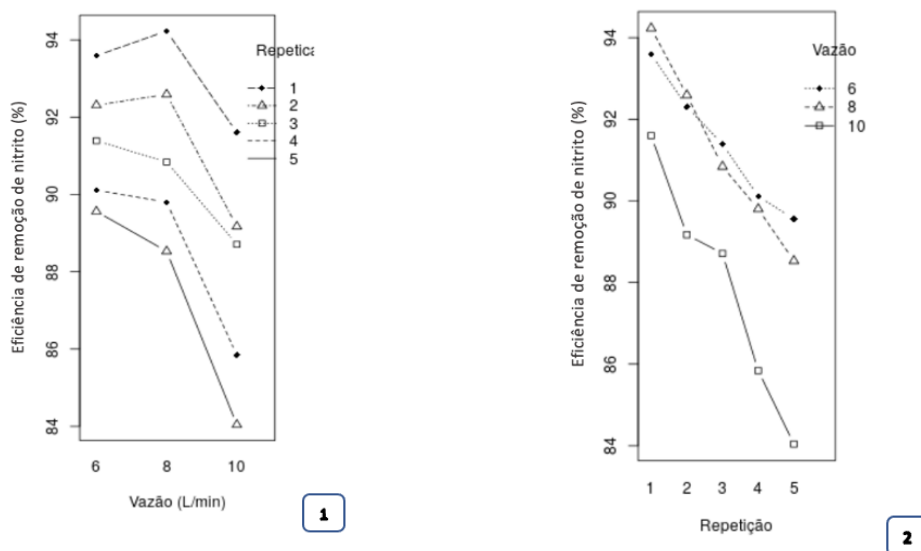 Eficiência de remoção de nitrito (%)
94
92
90
88
86
84
6 8 10
Vazão (L/min)
Repetica
1
2
3
4
5
1
Eficiência de remoção de nitrito (%)
94
92
90
88
86
84
1 2 3 4 5
Repetição
Vazão
6
8
10
2